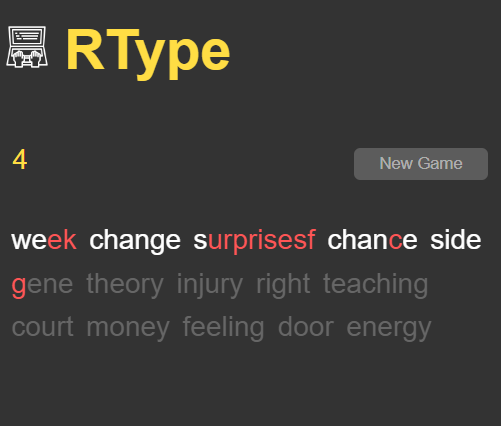 RType
4
New Game
week change surprisesf chance side
gene theory injury right teaching
court money feeling door energy